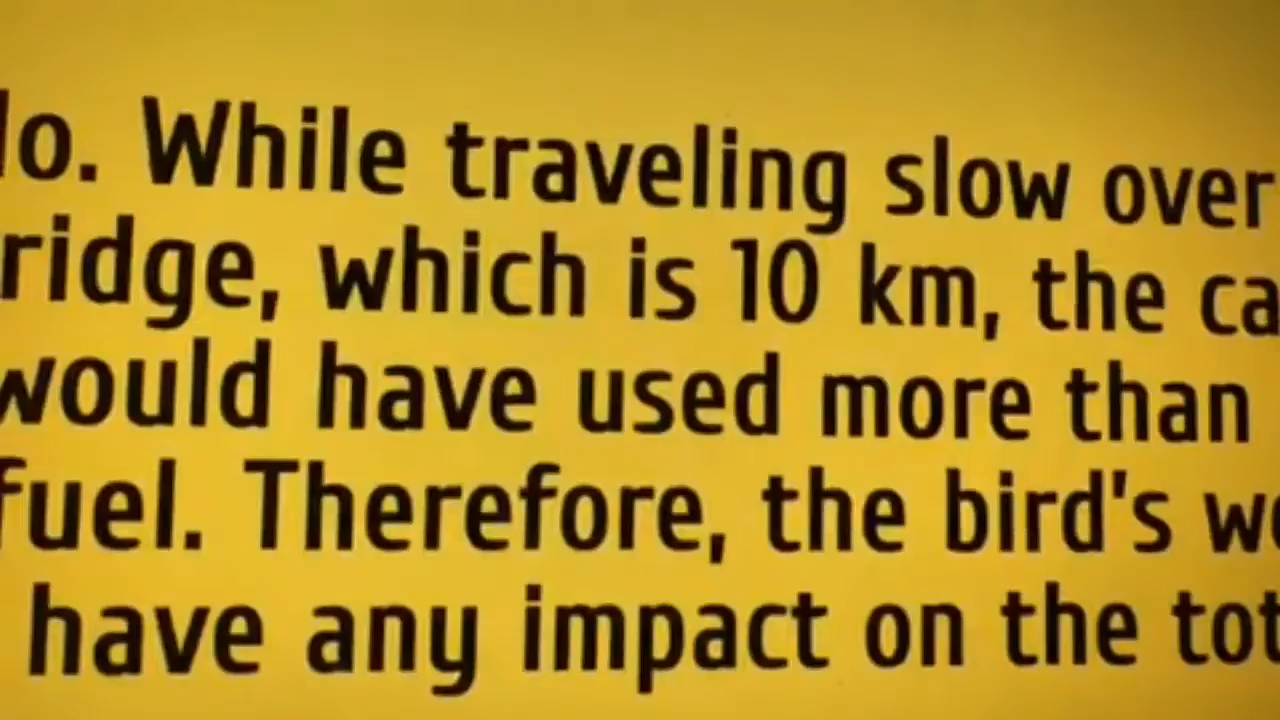 lo. While traveling slow over
ridge, which is 10 km, the ca
would have used more than
fuel. Therefore, the bird's we
have any impact on the tot